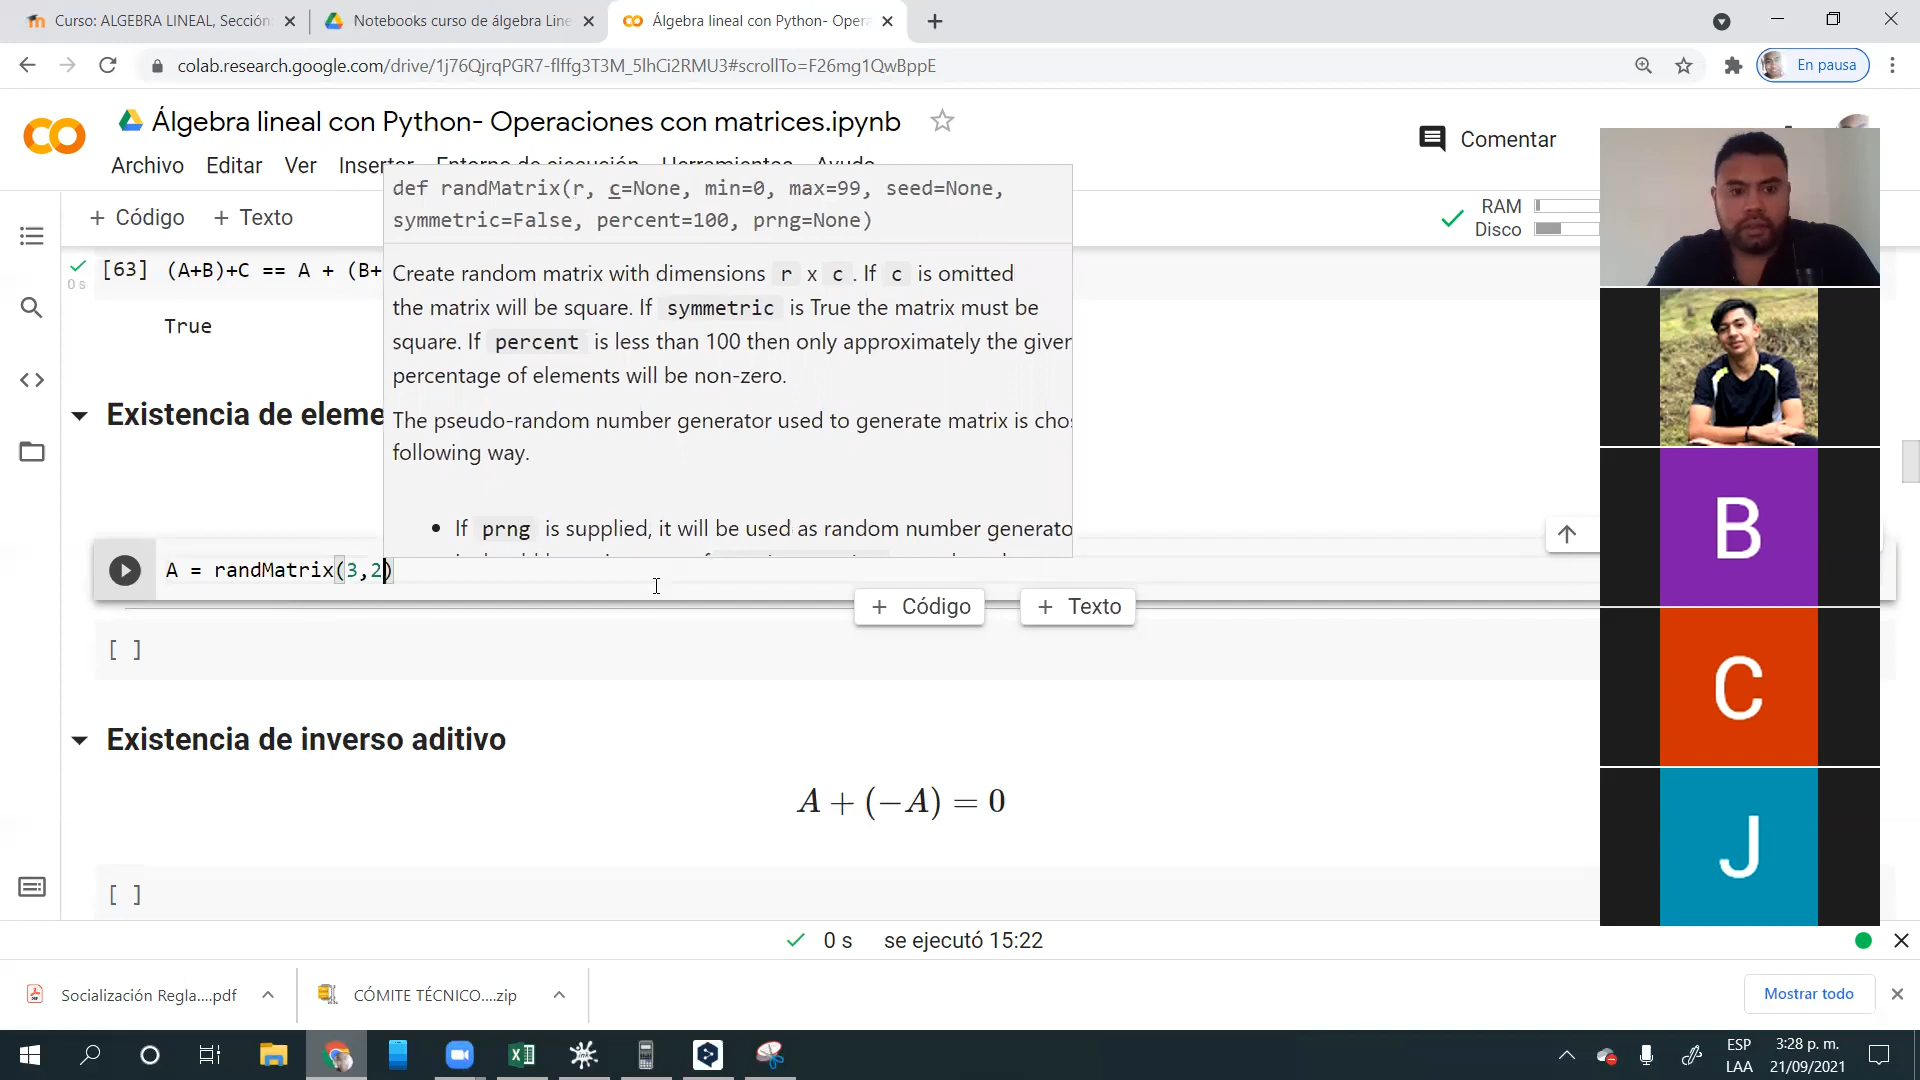 Curso: ALGEBRA LINEAL, Sección
Notebooks curso de álgebra Line
Álgebra lineal con Python- Oper
colab.research.google.com/drive/1j76QjrqPGR7-flffg3T3M_5lhCi2RMU3#scrollTo=F26mg1QwBppE
En pausa
Álgebra lineal con Python- Operaciones con matrices.ipynb
Comentar
Archivo Editar Ver Insertar Entorno de ejecución Herramientas Ayuda
+ Código + Texto
RAM
Disco
def randMatrix(r, c=None, min=0, max=99, seed=None,
symmetric=False, percent=100, prng=None)
[63] (A+B)+C == A + (B+
0 s
True
Create random matrix with dimensions r x c . If c is omitted
the matrix will be square. If symmetric is True the matrix must be
square. If percent is less than 100 then only approximately the given
percentage of elements will be non-zero.
Existencia de eleme
The pseudo-random number generator used to generate matrix is chos
following way.
• If prng is supplied, it will be used as random number generato
A = randMatrix(3,2)
+ Código + Texto
[ ]
Existencia de inverso aditivo
A + (−A) = 0
[ ]
0 s se ejecutó 15:22
B
C
J
Socialización Regla....pdf
CÓMITE TÉCNICO....zip
Mostrar todo
ESP
LAA
3:28 p. m.
21/09/2021